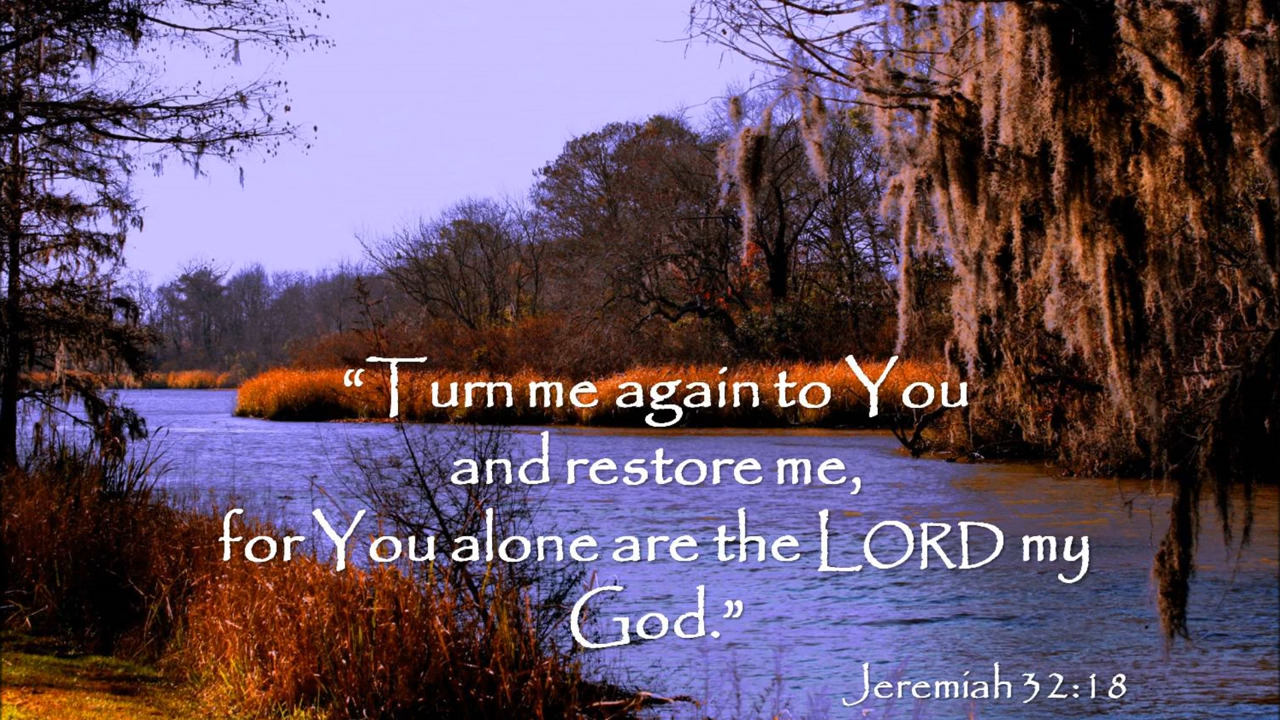 “Turn me again to You
and restore me,
for You alone are the LORD my
God.”
Jeremiah 32:18